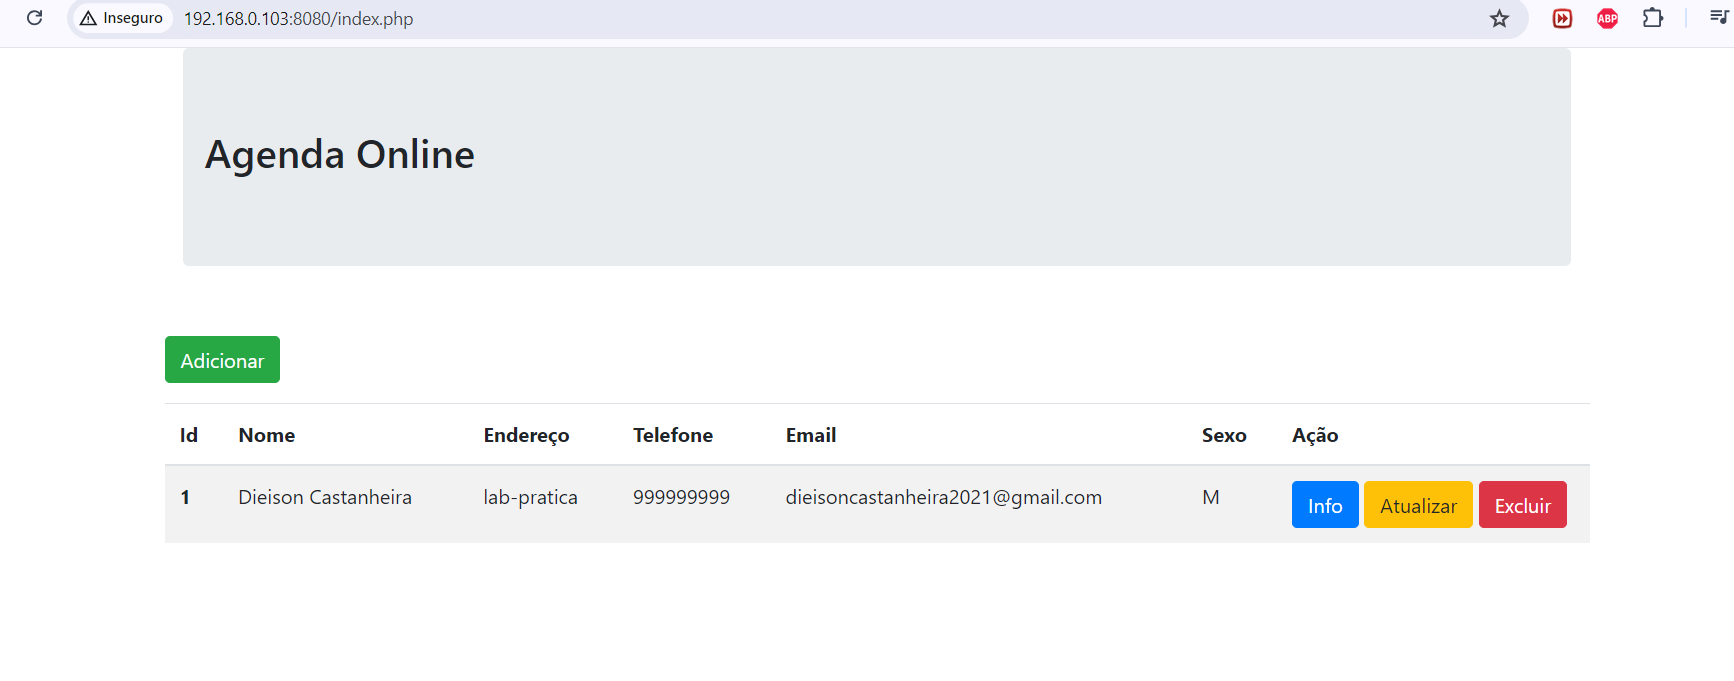 Inseguro 192.168.0.103:8080/index.php ABP
Agenda Online
Adicionar
Id Nome Endereço Telefone Email Sexo Ação
1 Dieison Castanheira lab-pratica 999999999 dieisoncastanheira2021@gmail.com M Info Atualizar Excluir